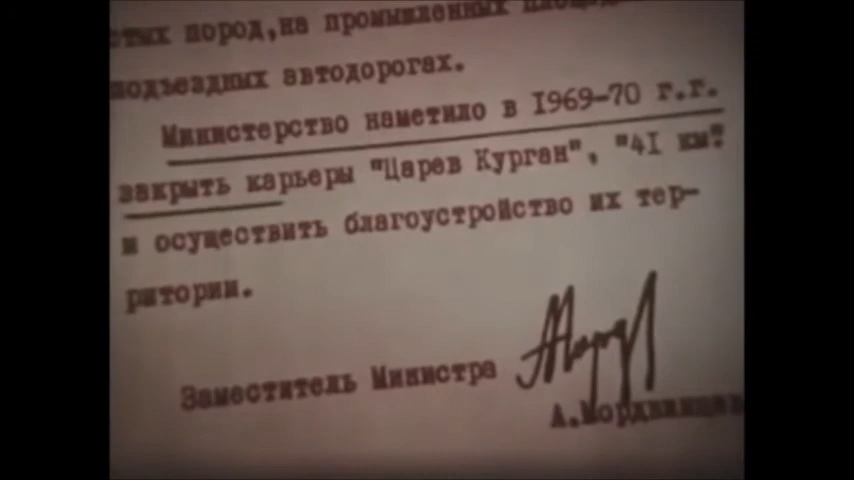 стых пород,на промышленных
подъездных автодорогах.
Министерство наметило в 1969-70 г.г.
закрыть карьеры "Царев Курган", "41 км"
и осуществить благоустройство их тер-
ритории.
Заместитель Министра
А.Мордвинцев